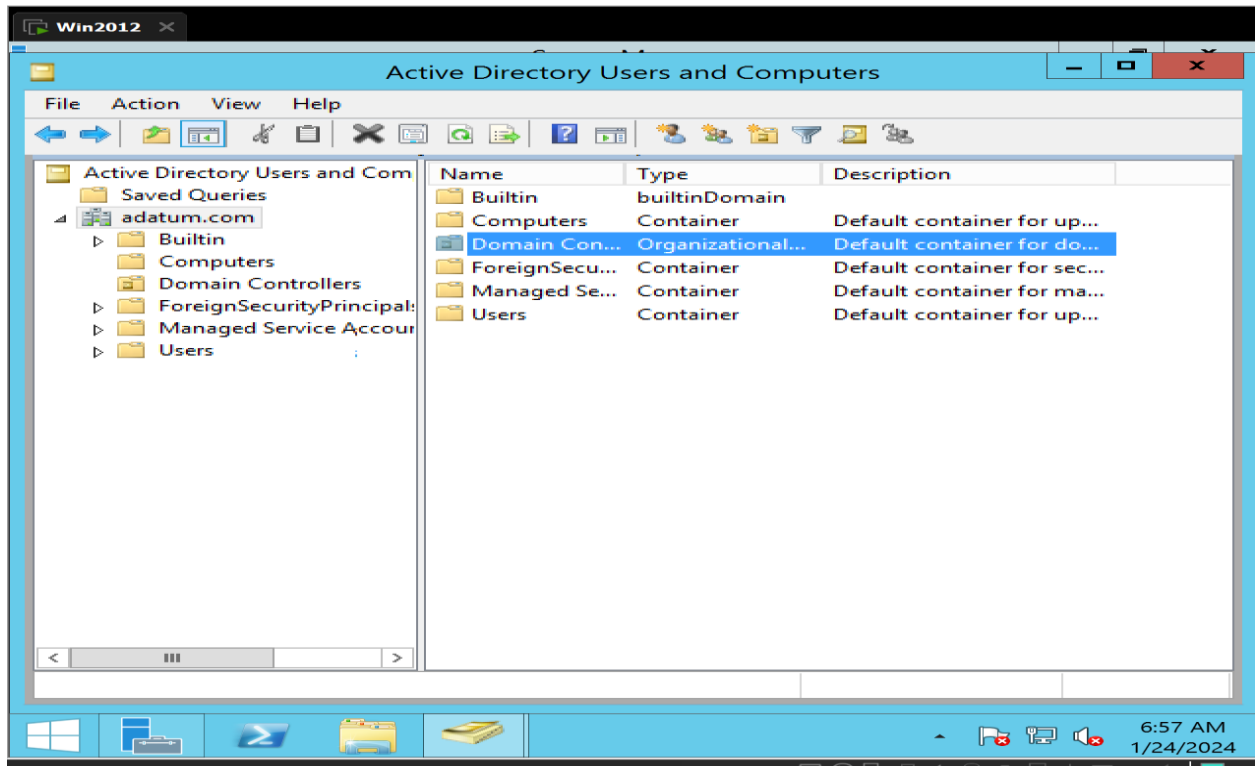 Win2012
Active Directory Users and Computers
File Action View Help
Active Directory Users and Com
Saved Queries
adatum.com
Builtin
Computers
Domain Controllers
ForeignSecurityPrincipals
Managed Service Accour
Users
Name Type Description
Builtin builtinDomain
Computers Container Default container for up...
Domain Con... Organizational... Default container for do...
ForeignSecu... Container Default container for sec...
Managed Se... Container Default container for ma...
Users Container Default container for up...
6:57 AM
1/24/2024